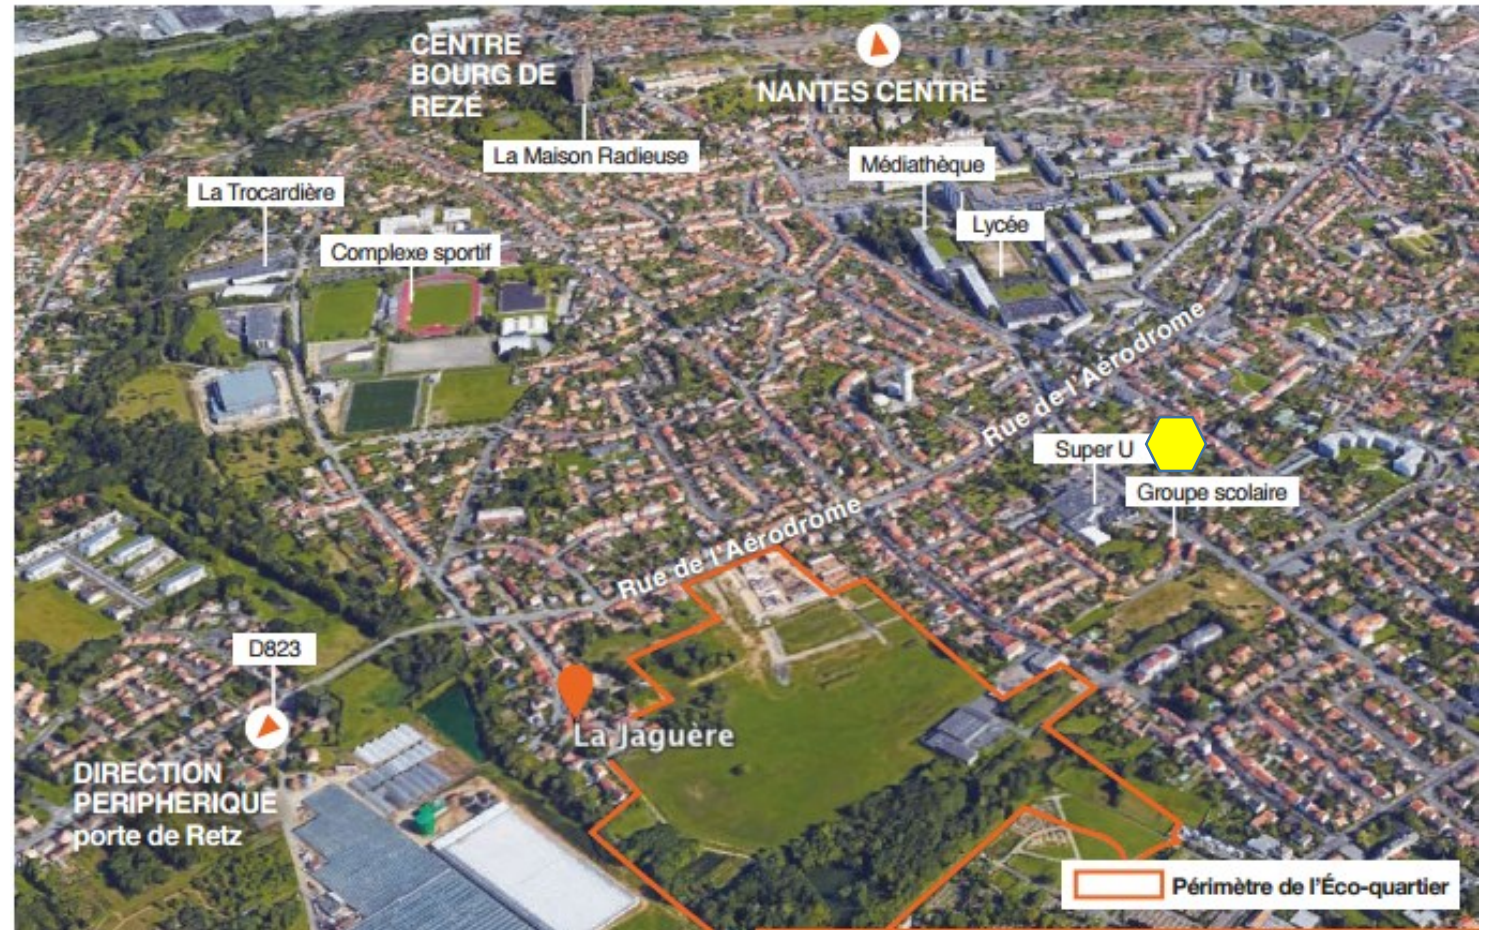 CENTRE
BOURG DE
REZÉ
NANTES CENTRE
La Maison Radieuse
Médiathèque
La Trocardière
Lycée
Complexe sportif
Rue de l'Aérodrome
Super U
Groupe scolaire
Rue de l'Aérodrome
D823
La Jaguère
DIRECTION
PERIPHERIQUE
porte de Retz
Périmètre de l'Éco-quartier